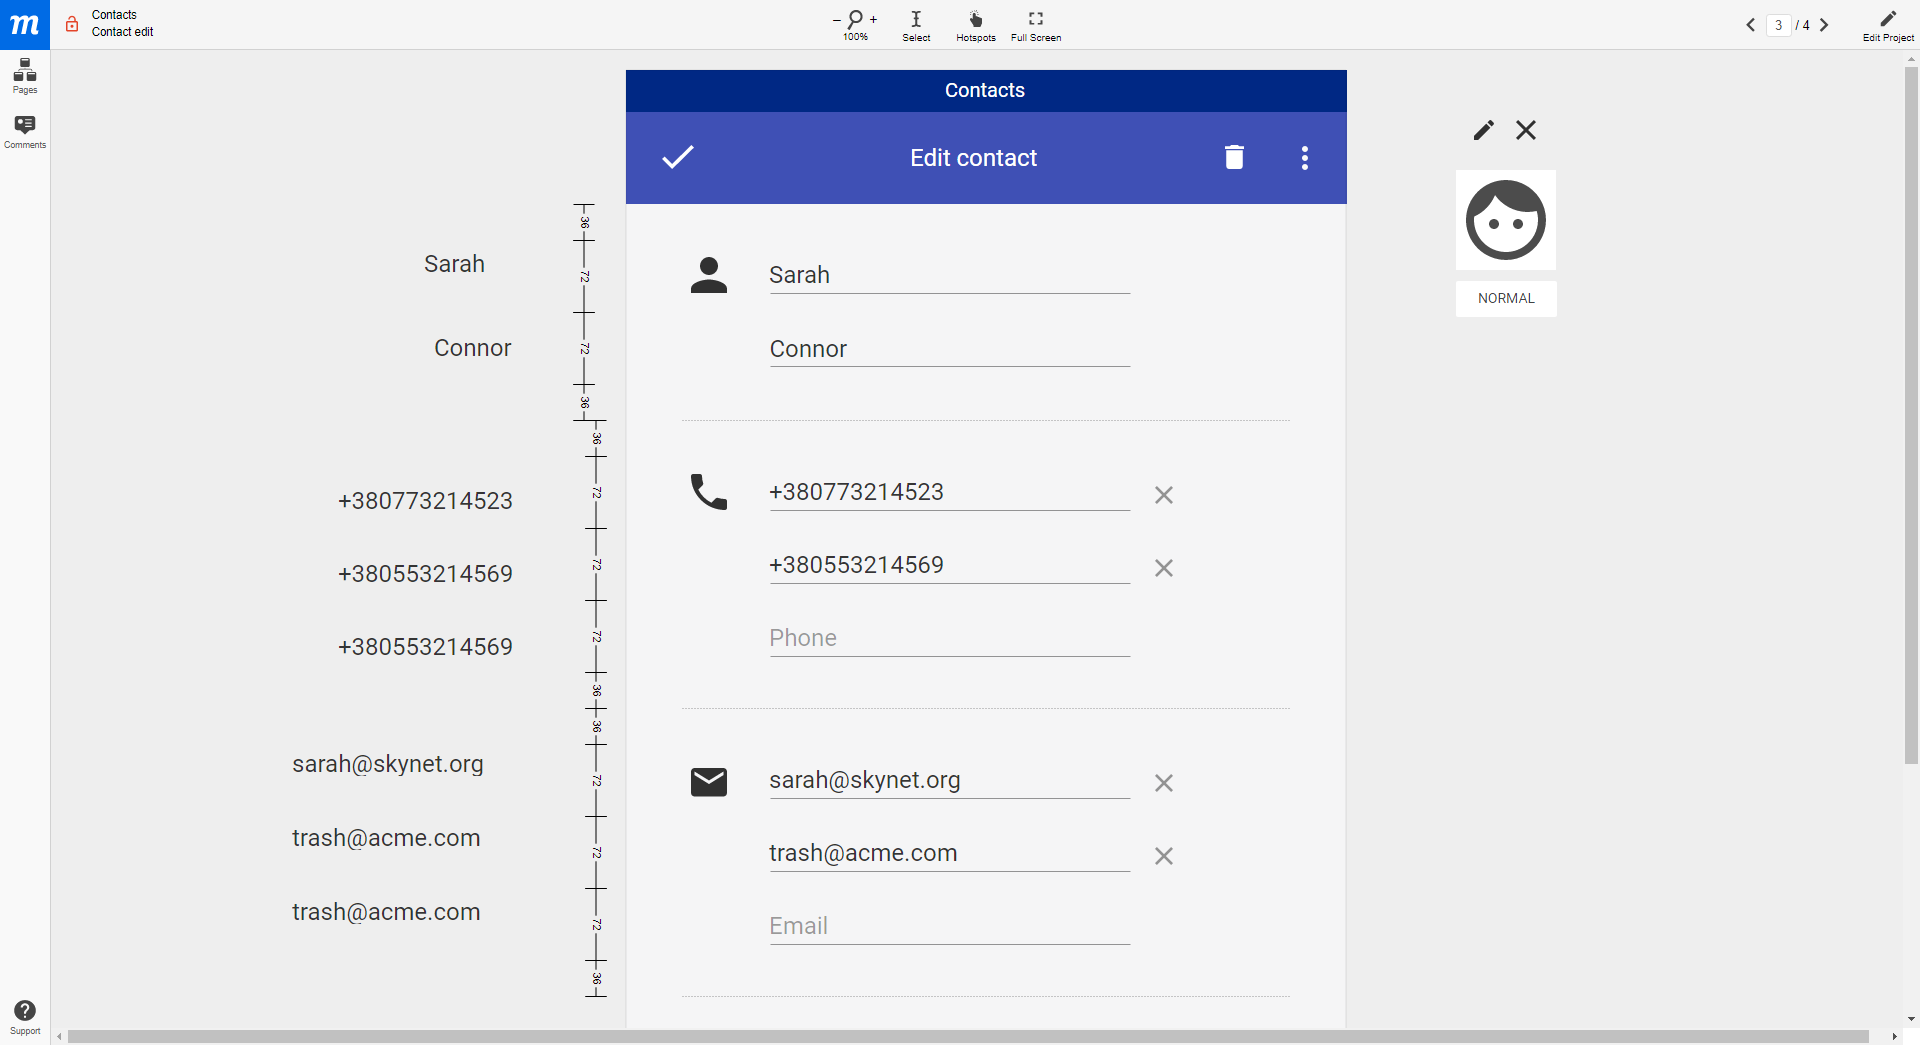 m
Contacts
Contact edit
− +
100%
Select
Hotspots
Full Screen
3 / 4
Edit Project
Pages
Comments
Support
Contacts
Edit contact
Sarah
Connor
+380773214523
+380553214569
+380553214569
sarah@skynet.org
trash@acme.com
trash@acme.com
36
72
72
36
36
72
72
72
36
36
72
72
72
36
Sarah
Connor
+380773214523
+380553214569
Phone
sarah@skynet.org
trash@acme.com
Email
NORMAL